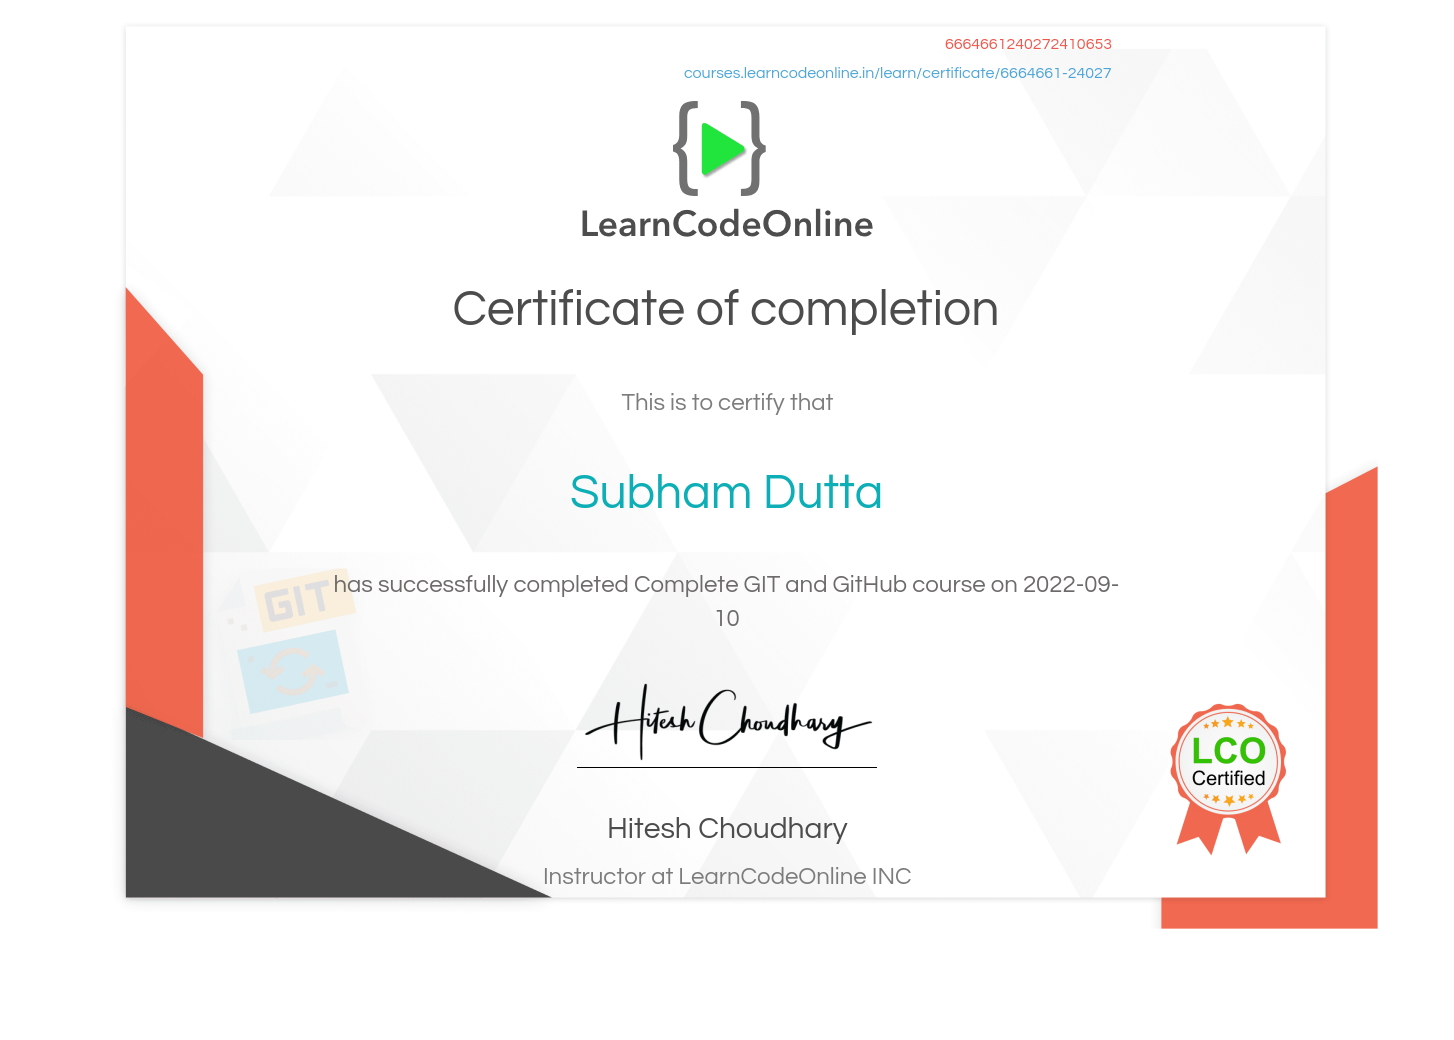 6664661240272410653
courses.learncodeonline.in/learn/certificate/6664661-24027
LearnCodeOnline
Certificate of completion
This is to certify that
Subham Dutta
has successfully completed Complete GIT and GitHub course on 2022-09-
10
GIT
Hitesh Choudhary
LCO
Certified
Hitesh Choudhary
Instructor at LearnCodeOnline INC